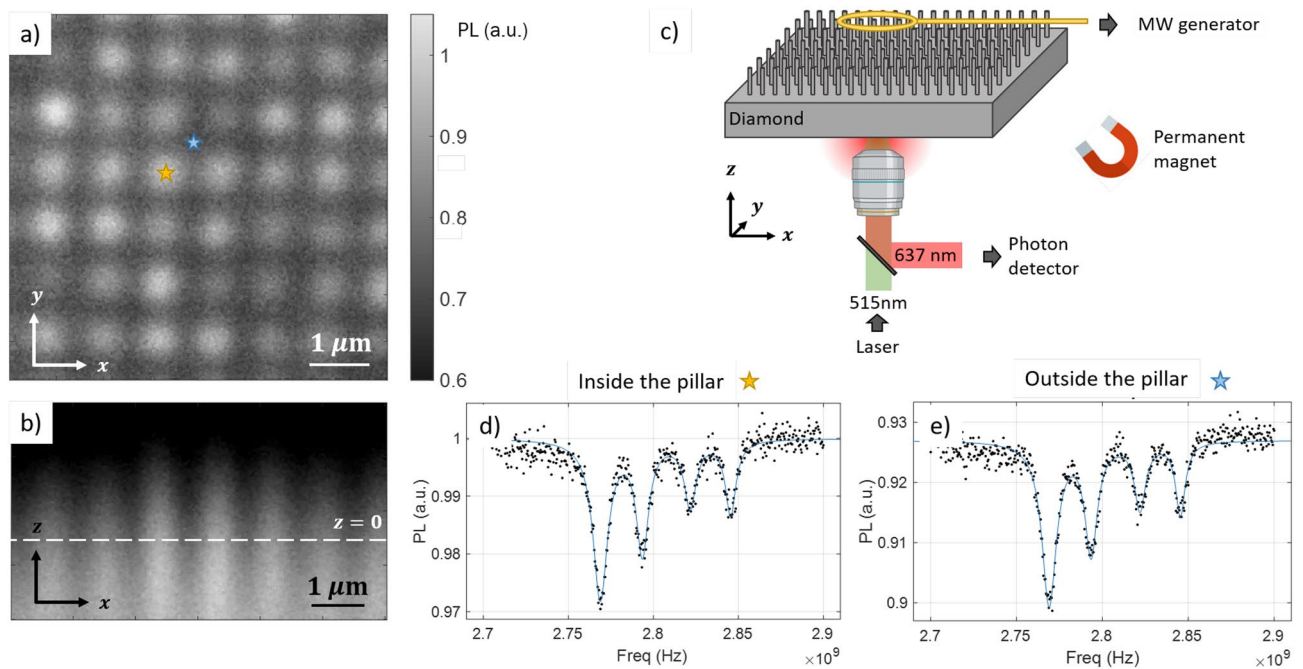 a)
PL (a.u.)
1
0.9
0.8
0.7
0.6
y
x
1 μm
b)
z
z = 0
x
1 μm
c)
MW generator
Diamond
Permanent
magnet
z
y
x
637 nm
Photon
detector
515nm
Laser
Inside the pillar
d)
PL (a.u.)
1
0.99
0.98
0.97
2.7
2.75
2.8
2.85
2.9
Freq (Hz)
×10⁹
Outside the pillar
e)
PL (a.u.)
0.93
0.92
0.91
0.9
2.7
2.75
2.8
2.85
2.9
Freq (Hz)
×10⁹